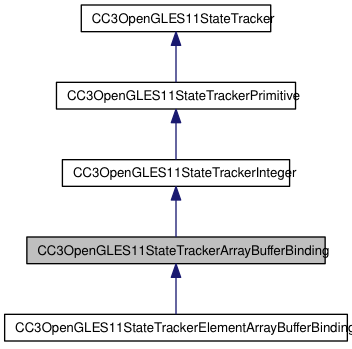 CC3OpenGLES11StateTracker
CC3OpenGLES11StateTrackerPrimitive
CC3OpenGLES11StateTrackerInteger
CC3OpenGLES11StateTrackerArrayBufferBinding
CC3OpenGLES11StateTrackerElementArrayBufferBinding